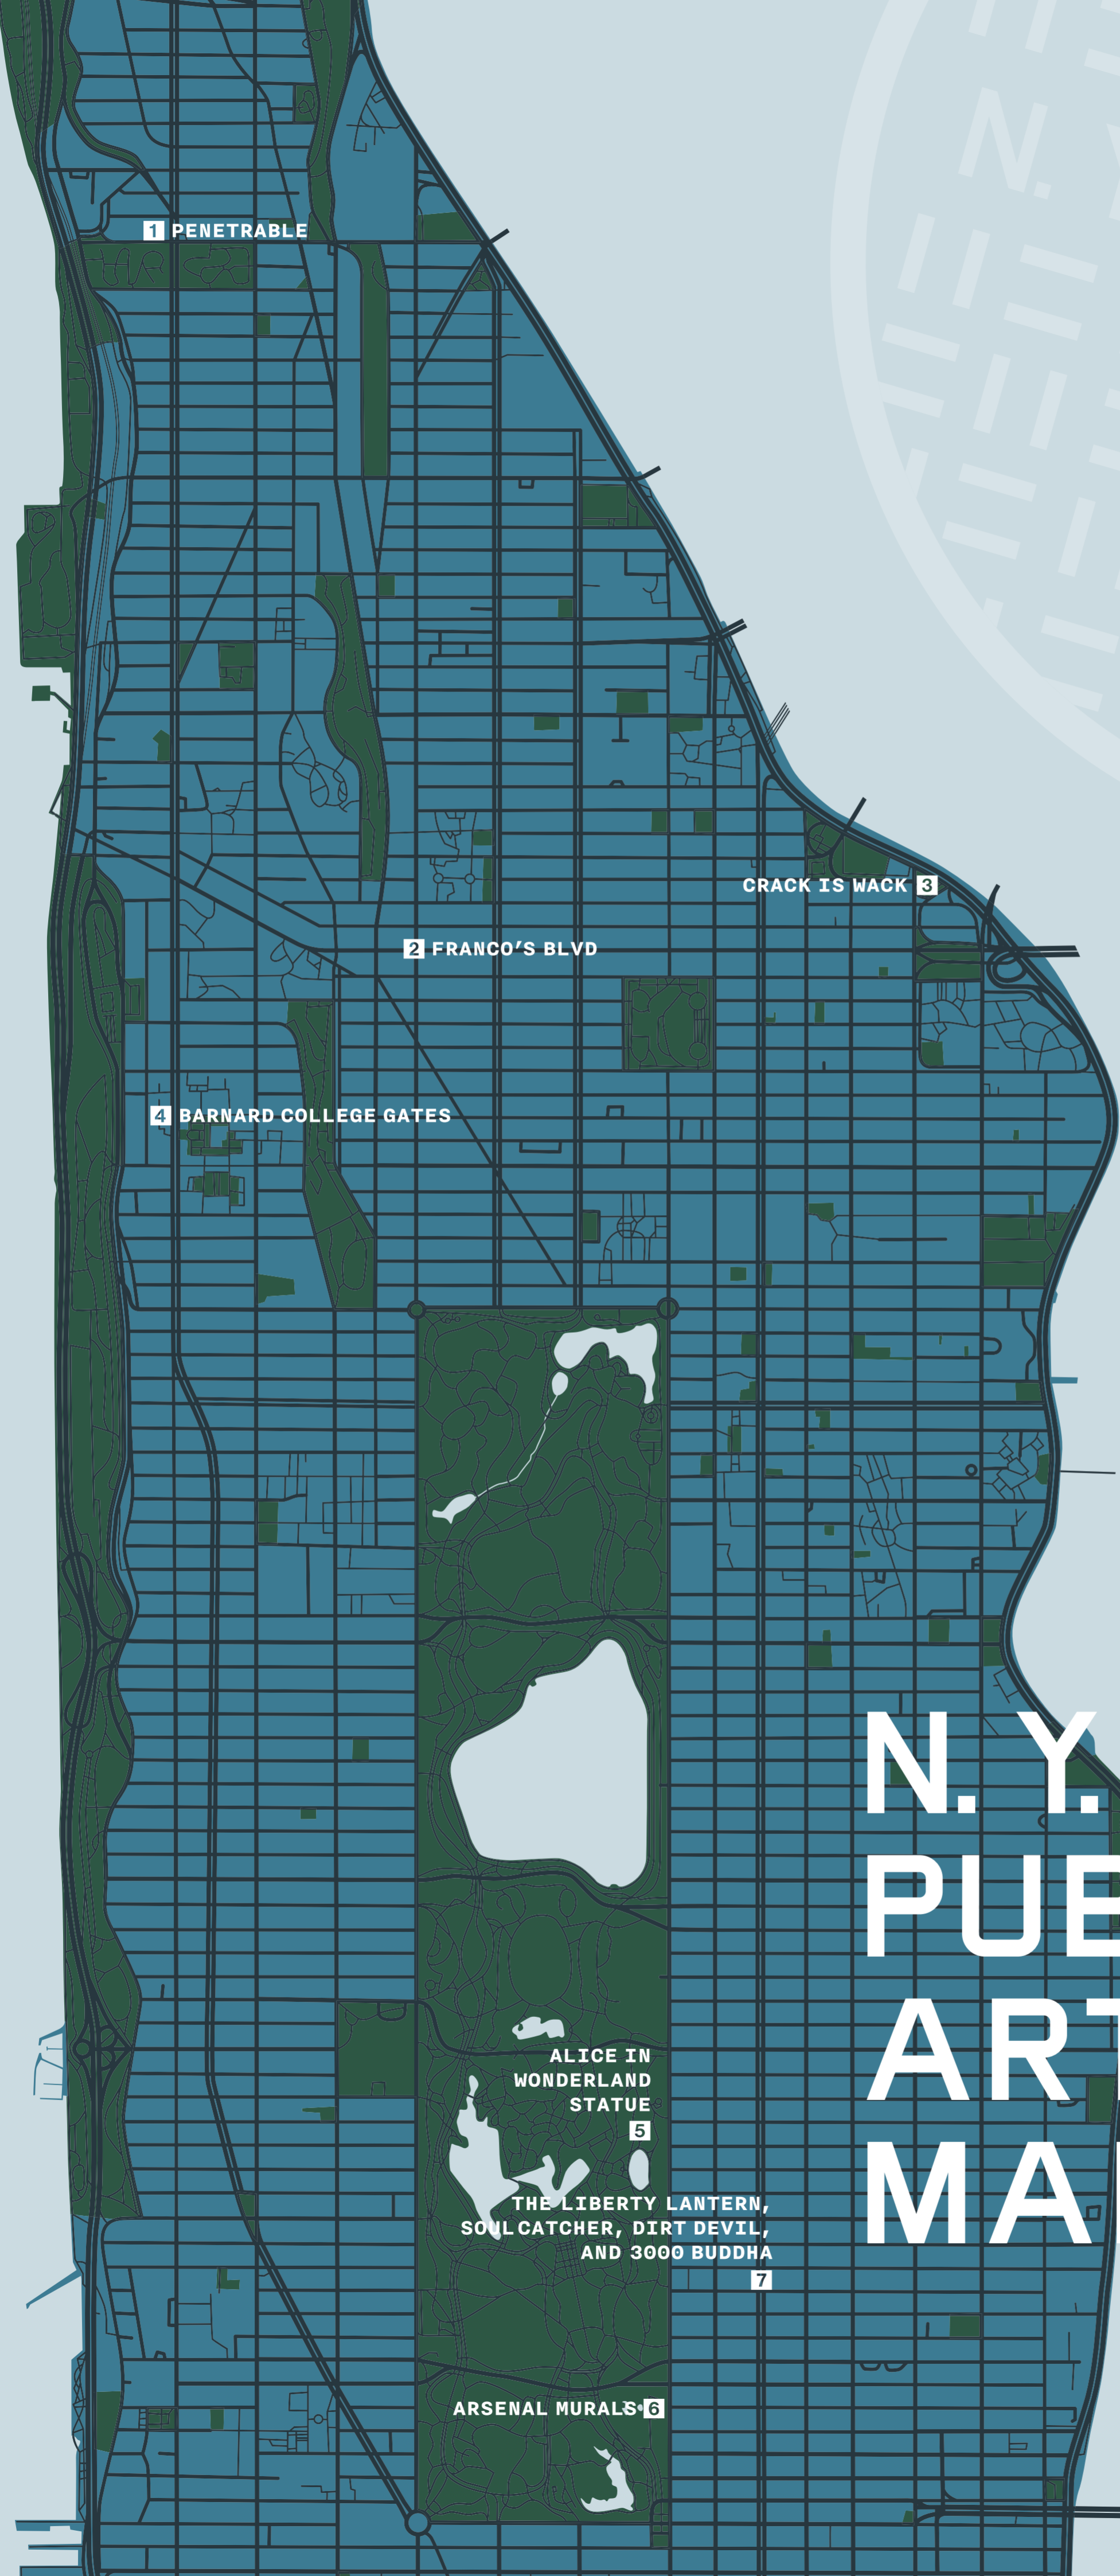 N.
1 PENETRABLE
CRACK IS WACK 3
2 FRANCO'S BLVD
4 BARNARD COLLEGE GATES
N.Y.
PUB
ART
MA
ALICE IN
WONDERLAND
STATUE
5
THE LIBERTY LANTERN,
SOULCATCHER, DIRT DEVIL,
AND 3000 BUDDHA
7
ARSENAL MURALS 6